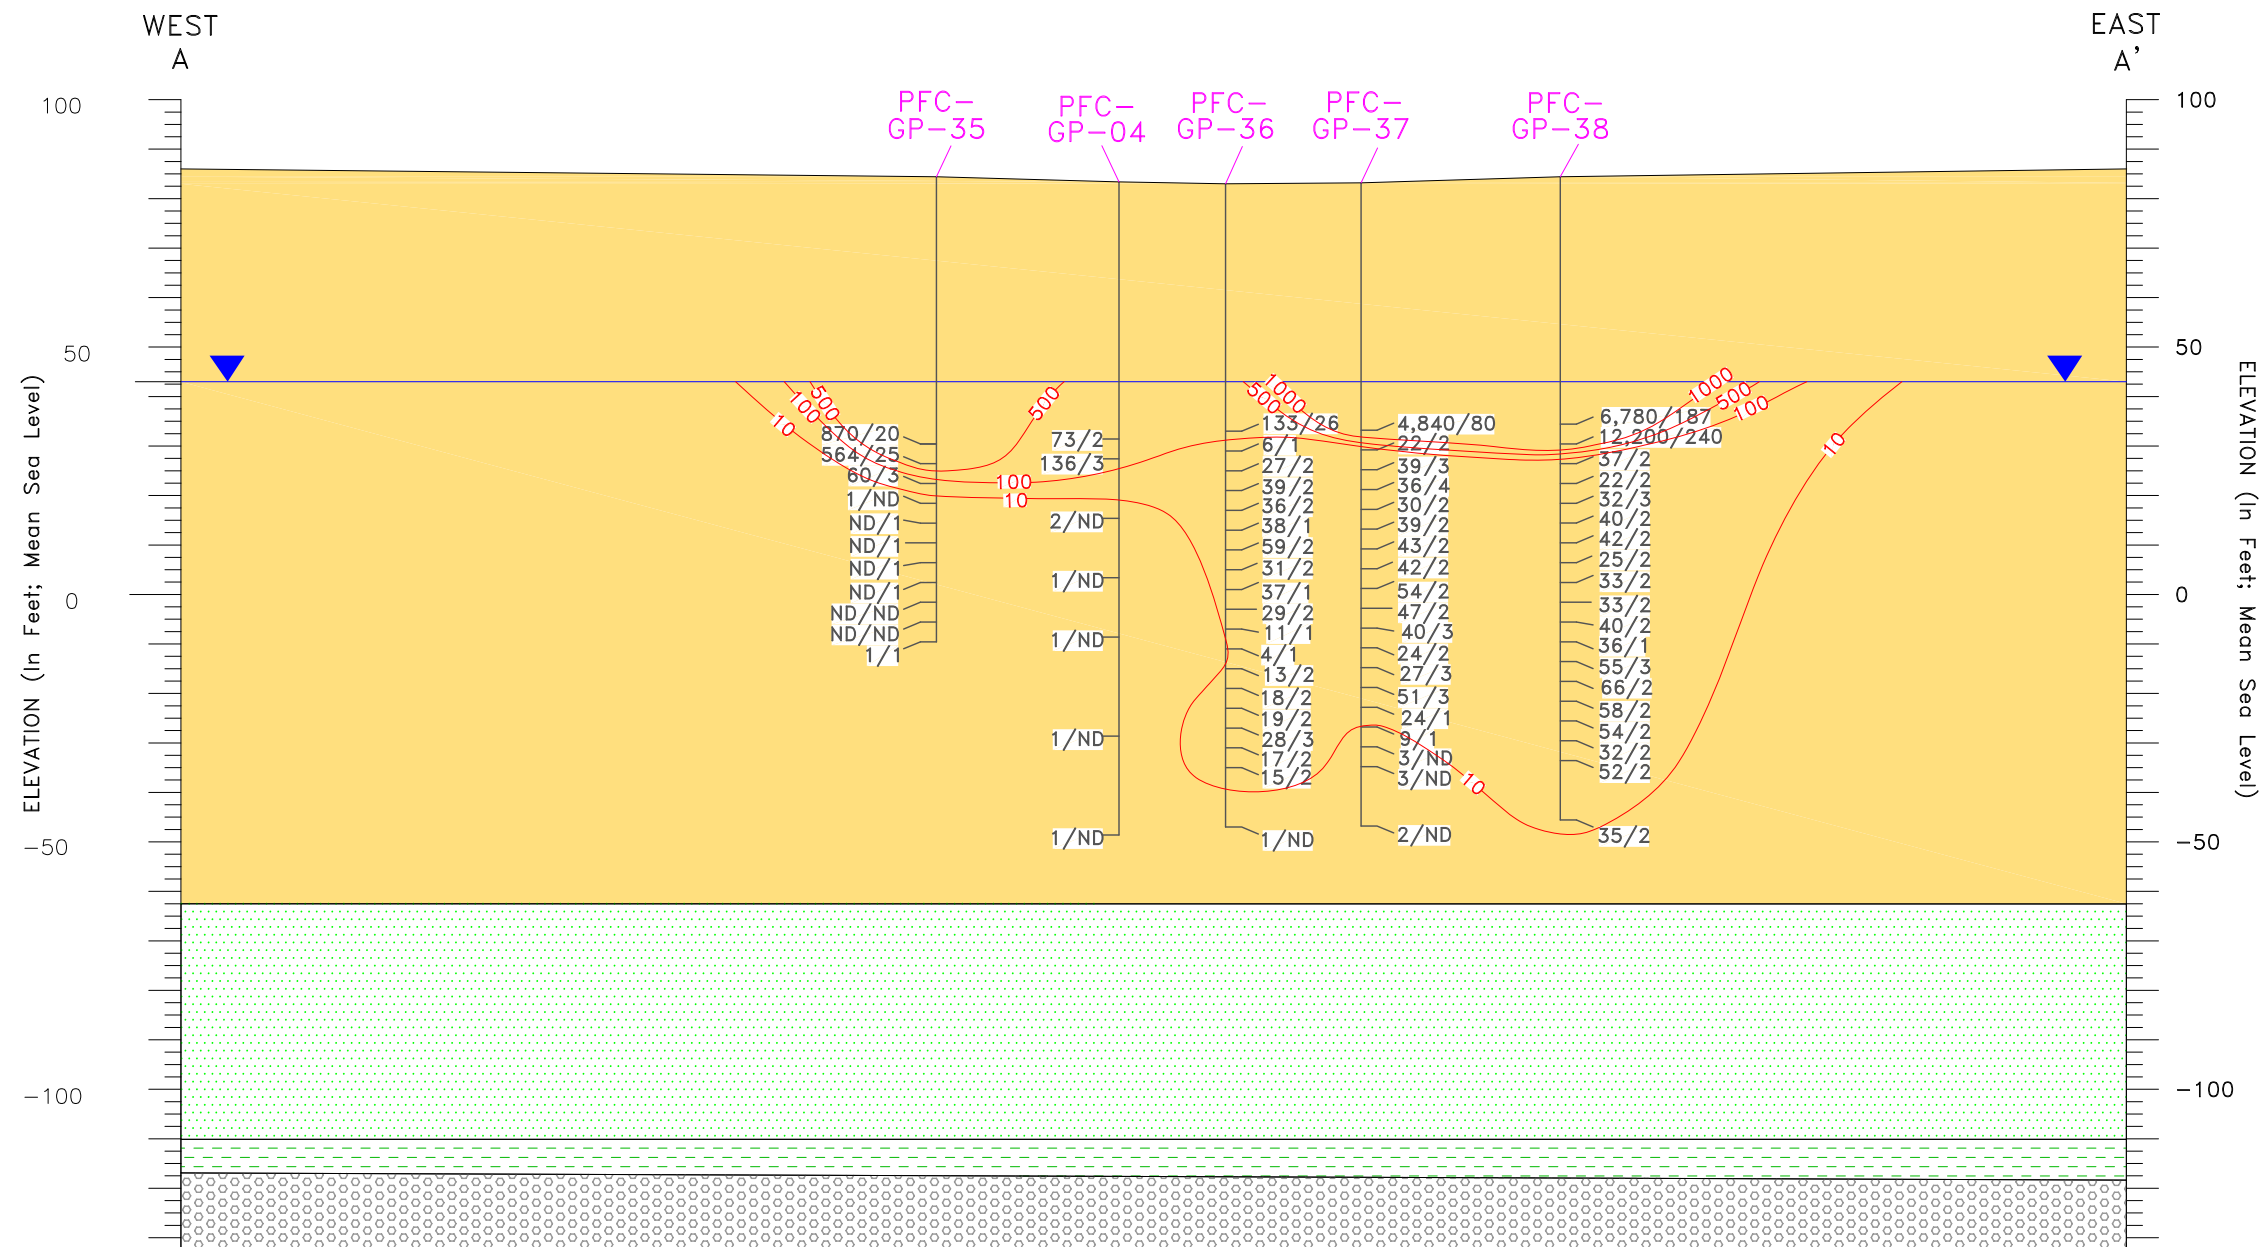 WEST
A
EAST
A'
PFC-
GP-35
PFC-
GP-04
PFC-
GP-36
PFC-
GP-37
PFC-
GP-38
100
50
0
-50
-100
ELEVATION (In Feet; Mean Sea Level)
10
100
500
500
100
10
500
1000
1000
500
100
10
10
870/20
564/25
60/3
1/ND
ND/1
ND/1
ND/1
ND/1
ND/ND
ND/ND
1/1
73/2
136/3
2/ND
1/ND
1/ND
1/ND
1/ND
133/26
6/1
27/2
39/2
36/2
38/1
59/2
31/2
37/1
29/2
11/1
4/1
13/2
18/2
19/2
28/3
17/2
15/2
1/ND
4,840/80
22/2
39/3
36/4
30/2
39/2
43/2
42/2
54/2
47/2
40/3
24/2
27/3
51/3
24/1
9/1
3/ND
3/ND
2/ND
6,780/187
12,200/240
37/2
22/2
32/3
40/2
42/2
25/2
33/2
33/2
40/2
36/1
55/3
66/2
58/2
54/2
32/2
52/2
35/2
100
50
0
-50
-100
ELEVATION (In Feet; Mean Sea Level)